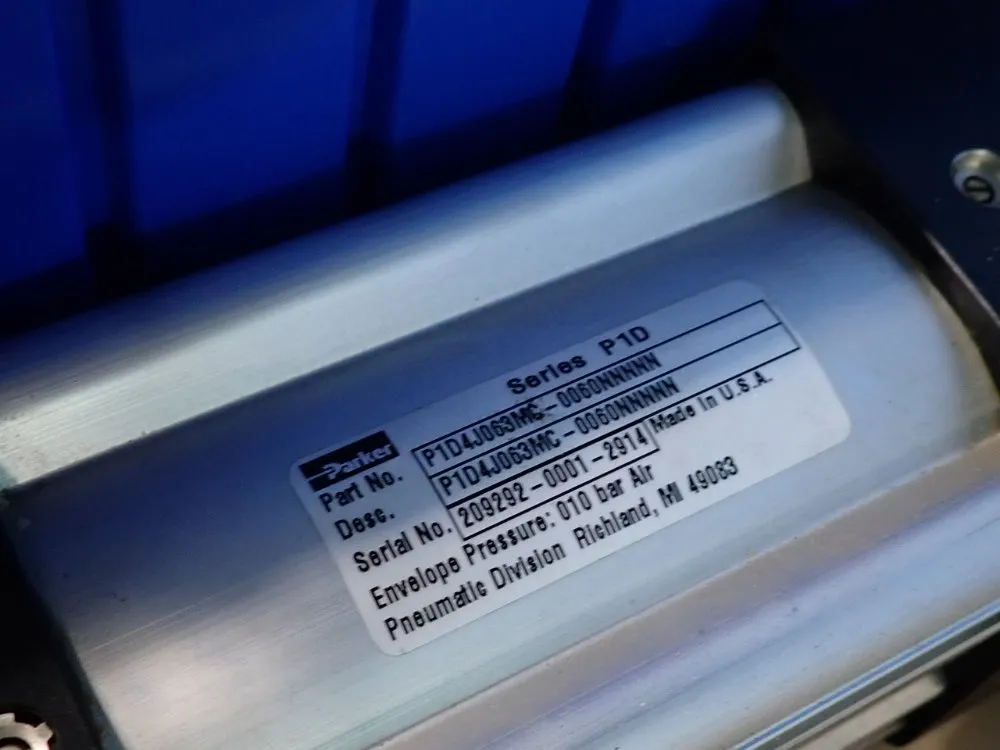 Series P1D
Parker
Part No. P1D4J063MC-0060NNNNN
Desc. P1D4J063MC-0060NNNNN
Serial No. 209292-0001-2914 Made In U.S.A.
Envelope Pressure: 010 bar Air
Pneumatic Division Richland, MI 49083